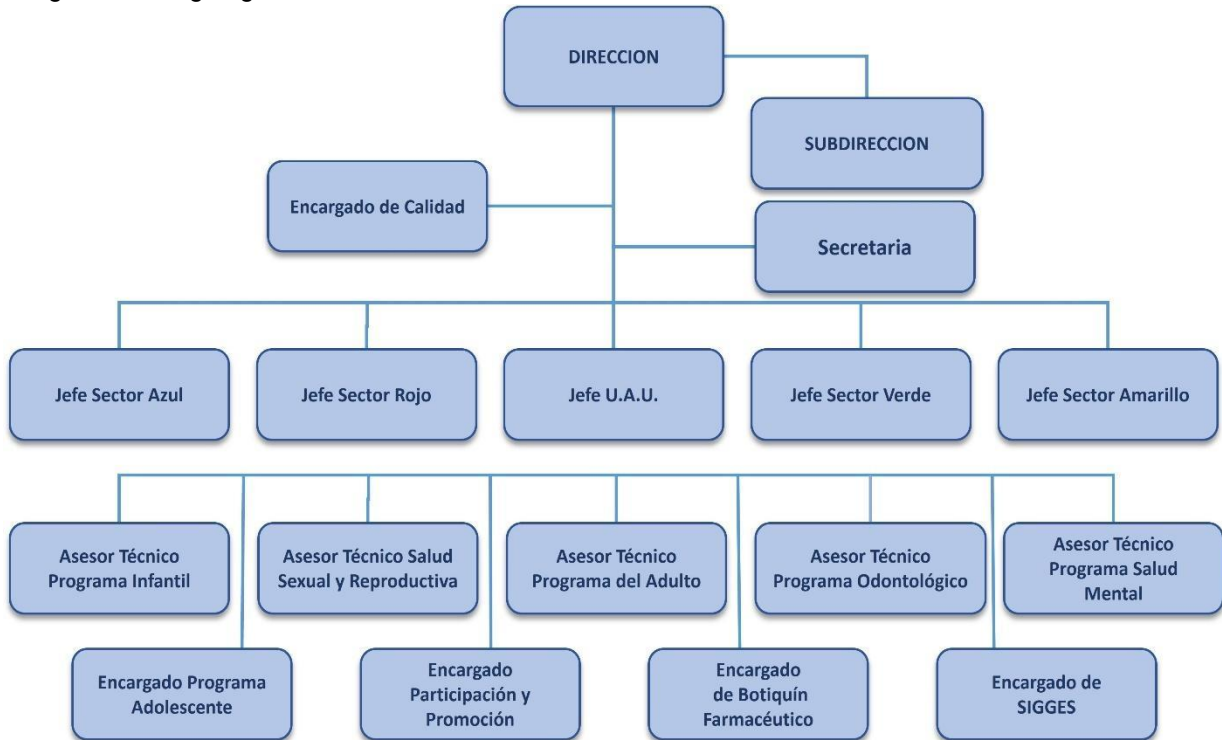 DIRECCION
SUBDIRECCION
Encargado de Calidad
Secretaria
Jefe Sector Azul
Jefe Sector Rojo
Jefe U.A.U.
Jefe Sector Verde
Jefe Sector Amarillo
Asesor Técnico
Programa Infantil
Asesor Técnico Salud
Sexual y Reproductiva
Asesor Técnico
Programa del Adulto
Asesor Técnico
Programa Odontológico
Asesor Técnico
Programa Salud
Mental
Encargado Programa
Adolescente
Encargado
Participación y
Promoción
Encargado
de Botiquín
Farmacéutico
Encargado de
SIGGES